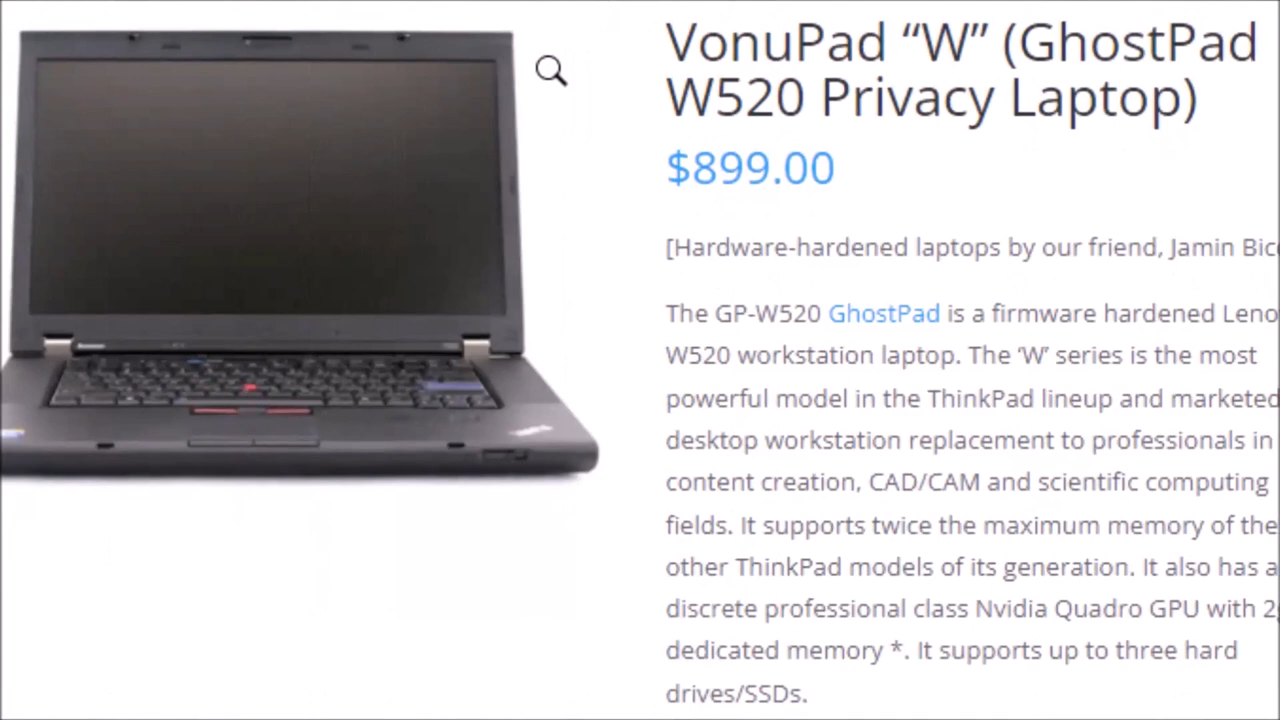 VonuPad “W” (GhostPad
W520 Privacy Laptop)
$899.00
[Hardware-hardened laptops by our friend, Jamin
The GP-W520 GhostPad is a firmware hardened
W520 workstation laptop. The ‘W’ series is the most
powerful model in the ThinkPad lineup and marketed
desktop workstation replacement to professionals in
content creation, CAD/CAM and scientific computing
fields. It supports twice the maximum memory of the
other ThinkPad models of its generation. It also has a
discrete professional class Nvidia Quadro GPU with
dedicated memory *. It supports up to three hard
drives/SSDs.